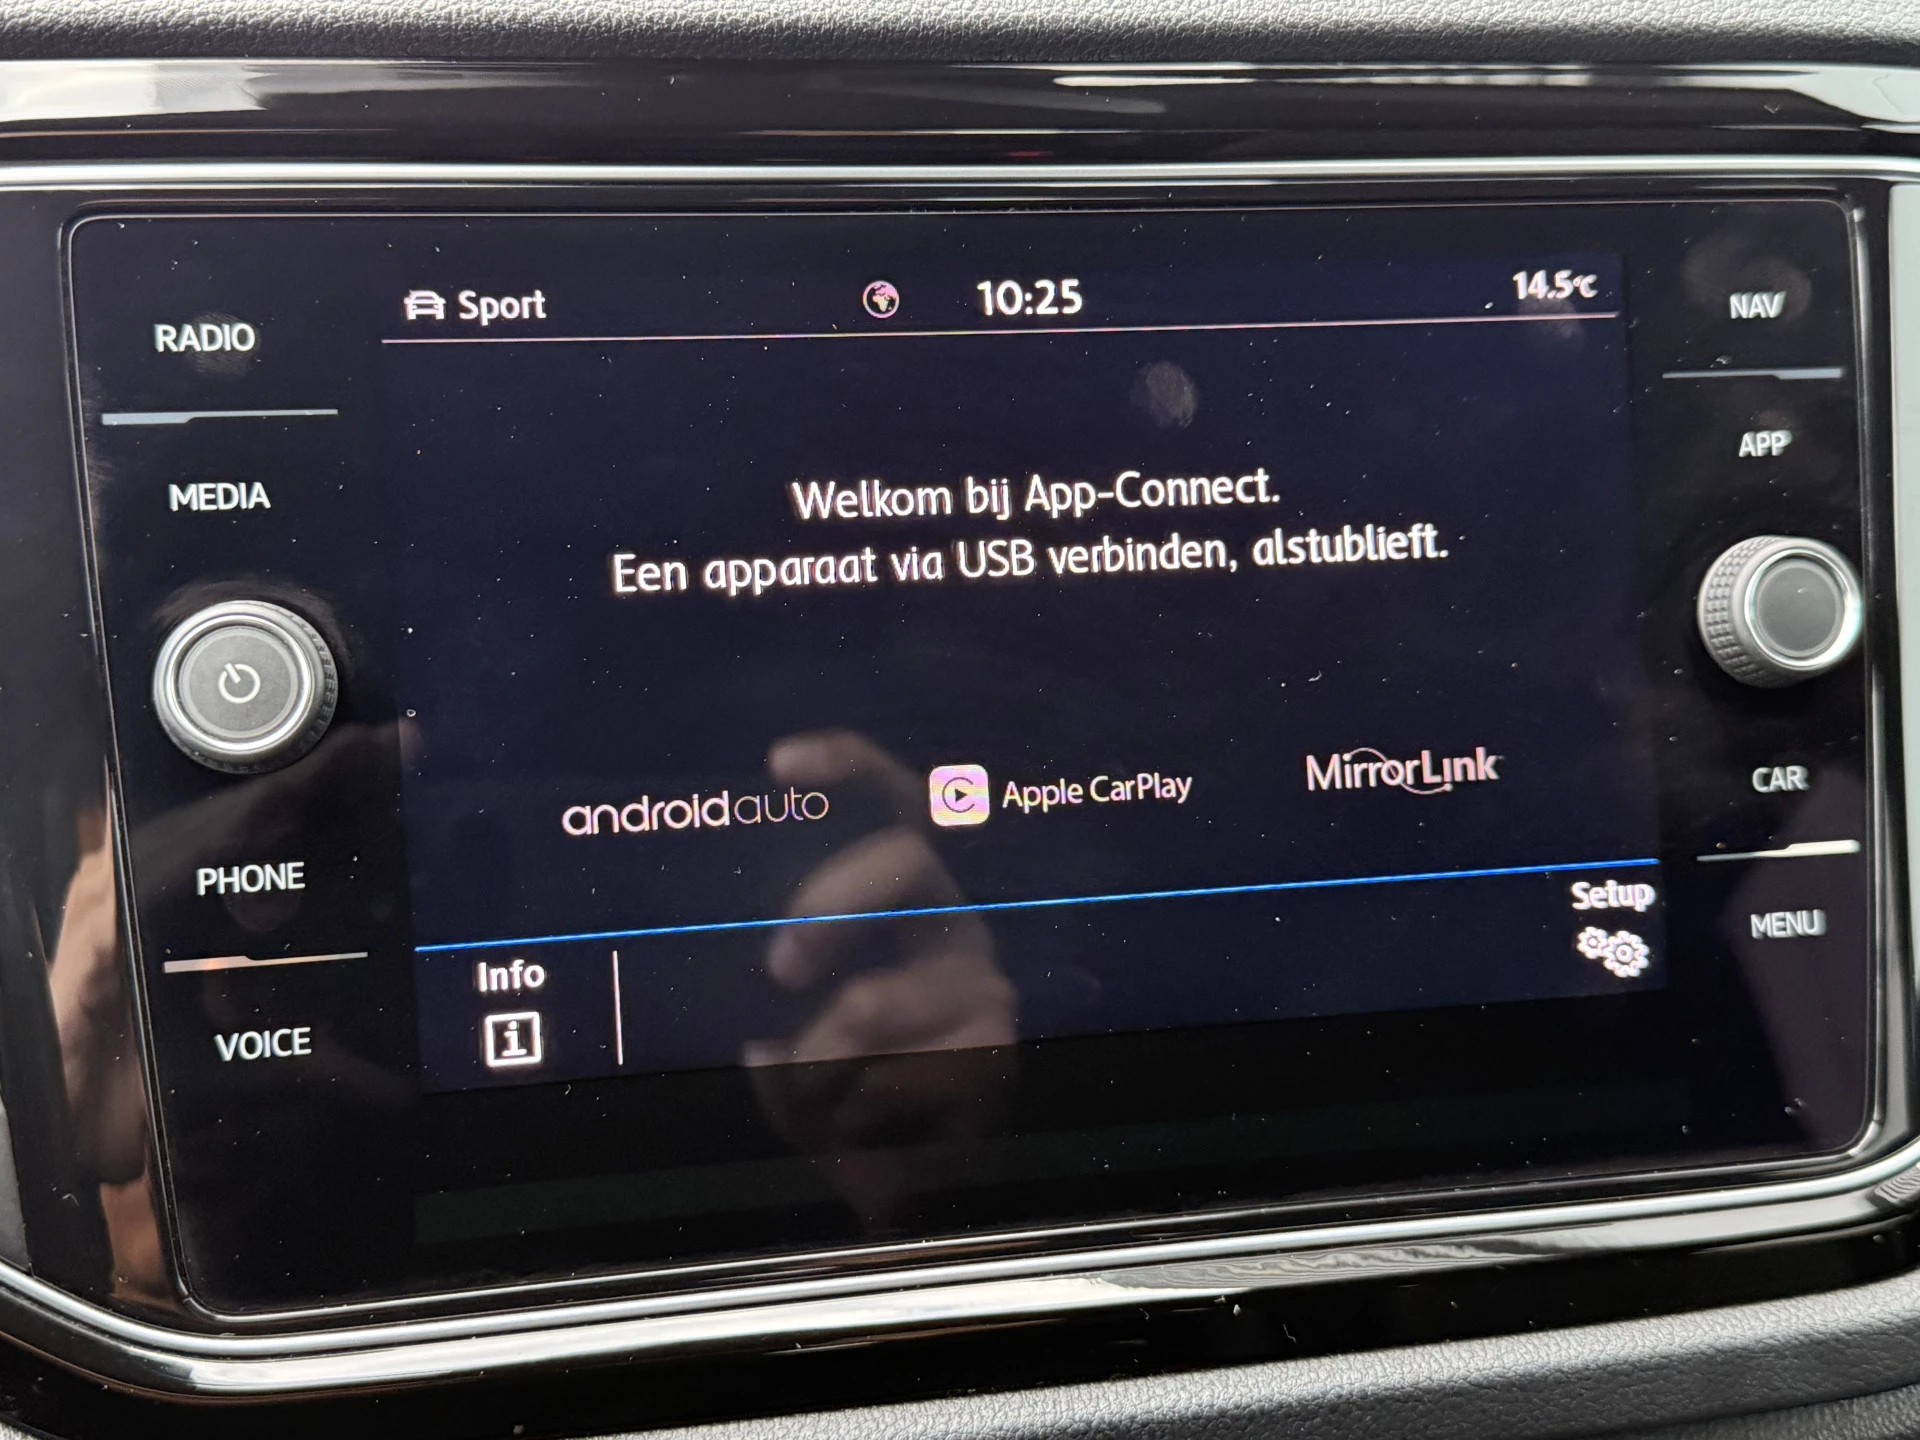 RADIO
MEDIA
PHONE
VOICE
Sport
10:25
14.5°C
Welkom bij App-Connect.
Een apparaat via USB verbinden, alstublieft.
androidauto
Apple CarPlay
MirrorLink
Info
i
Setup
NAV
APP
CAR
MENU